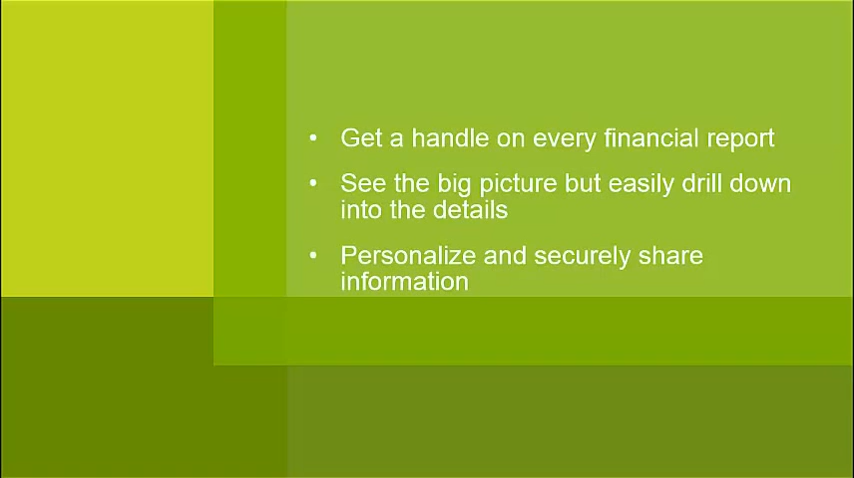 • Get a handle on every financial report
• See the big picture but easily drill down
into the details
• Personalize and securely share
information